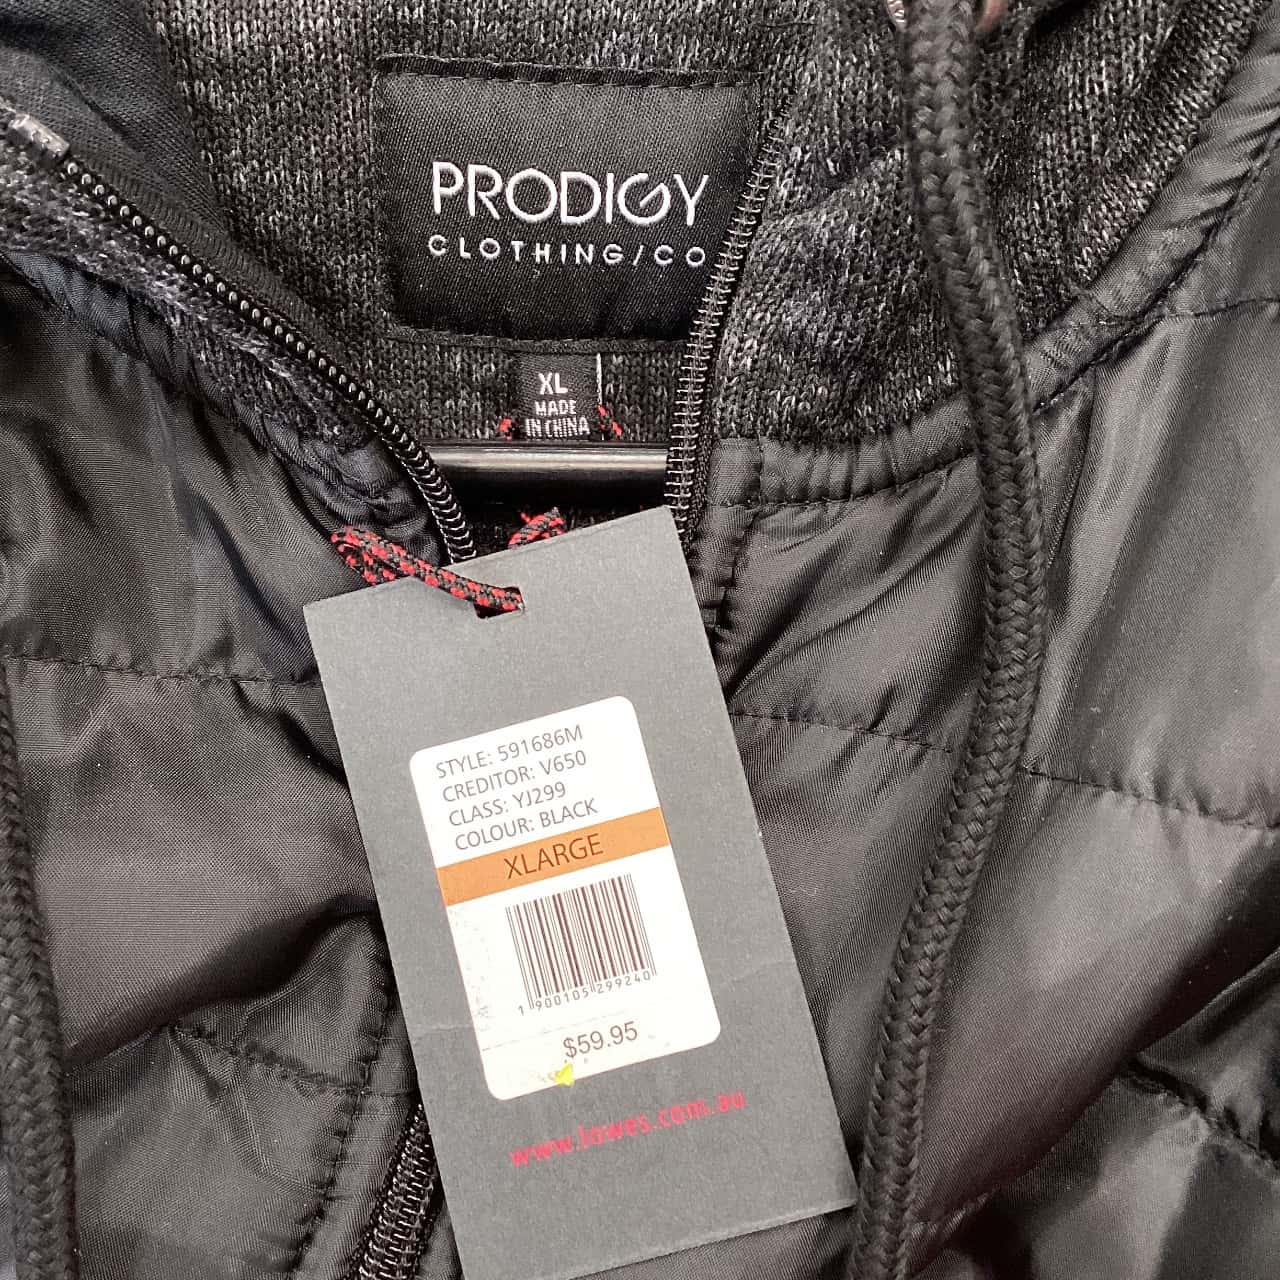 PRODIGY
CLOTHING/CO
XL
MADE
IN CHINA
STYLE: 591686M
CREDITOR: V650
CLASS: YJ299
COLOUR: BLACK
XLARGE
1 900105 299240
$59.95
www.lowes.com.au